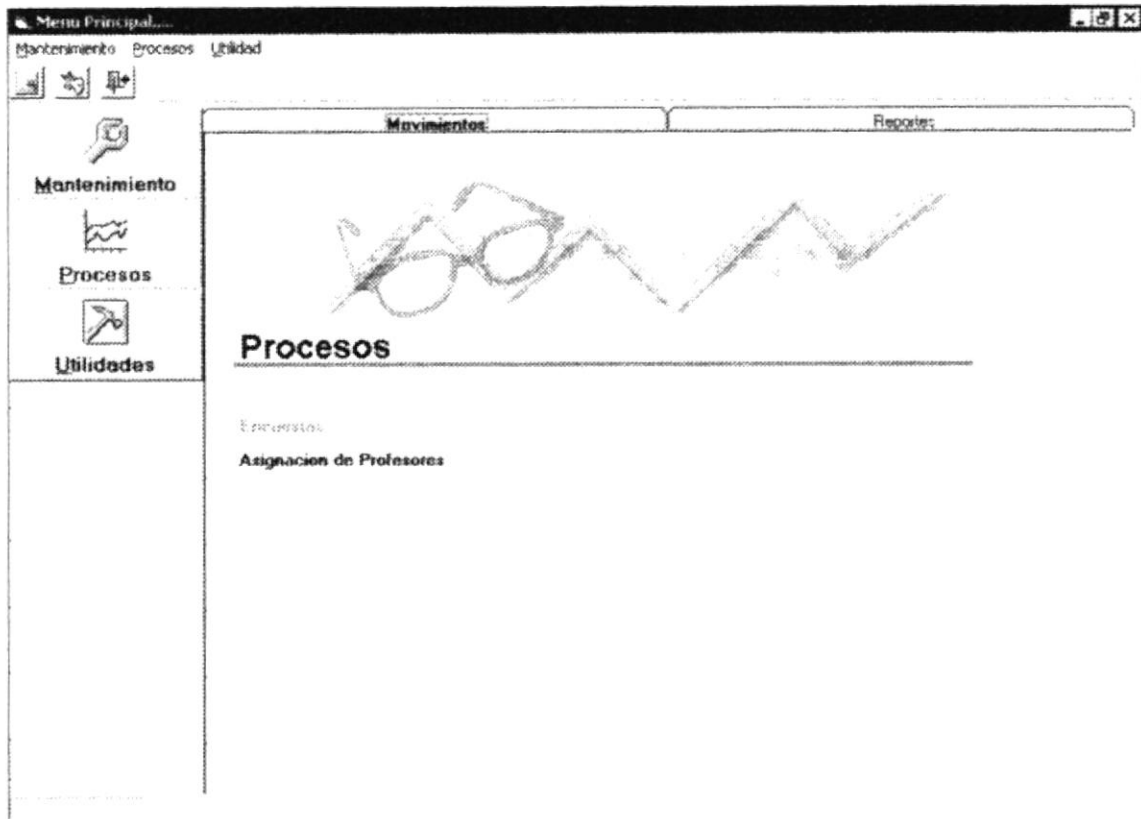 Menu Principal.....
Mantenimiento Procesos Utilidad
Movimientos Reportes
Mantenimiento
Procesos
Utilidades
Procesos
Encuestas
Asignacion de Profesores